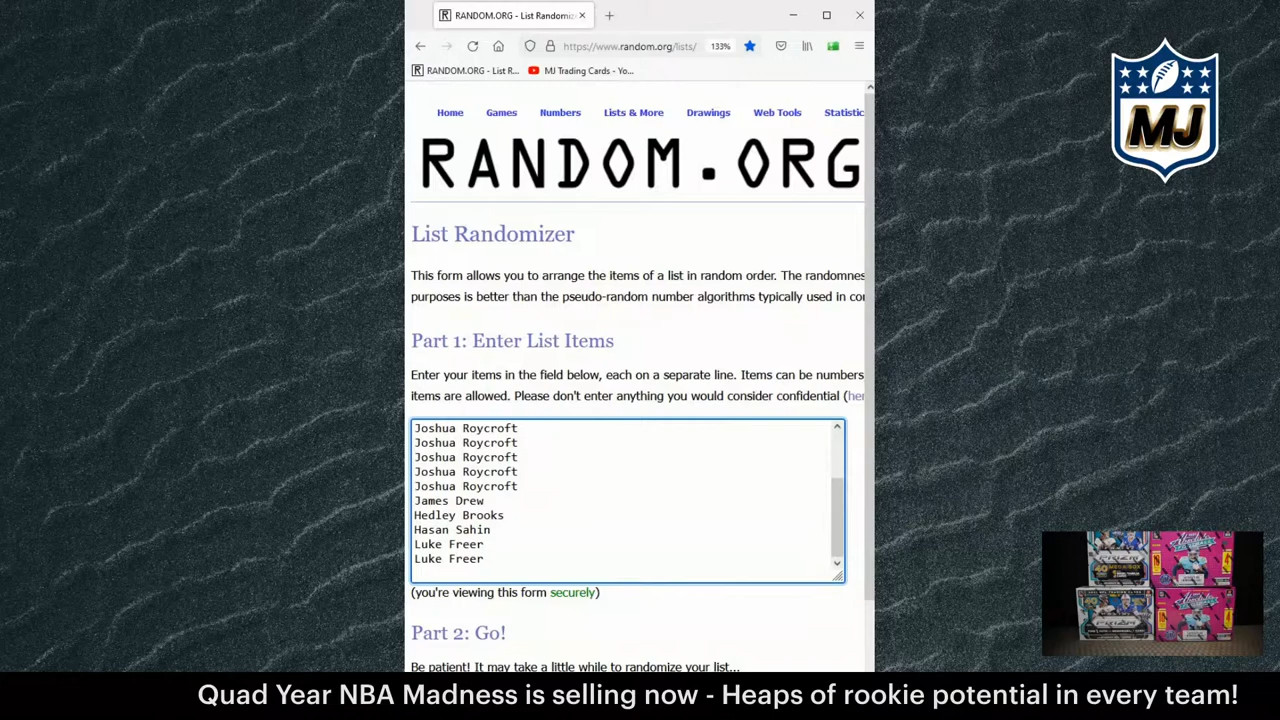 RANDOM.ORG - List Randomiz
https://www.random.org/lists/
133%
RANDOM.ORG - List R...
MJ Trading Cards - Yo...
Home
Games
Numbers
Lists & More
Drawings
Web Tools
Statistic
RANDOM.ORG
MJ
List Randomizer
This form allows you to arrange the items of a list in random order. The randomnes
purposes is better than the pseudo-random number algorithms typically used in co
Part 1: Enter List Items
Enter your items in the field below, each on a separate line. Items can be numbers
items are allowed. Please don't enter anything you would consider confidential (her
Joshua Roycroft
Joshua Roycroft
Joshua Roycroft
Joshua Roycroft
Joshua Roycroft
James Drew
Hedley Brooks
Hasan Sahin
Luke Freer
Luke Freer
(you're viewing this form securely)
Part 2: Go!
Be patient! It may take a little while to randomize your list...
Quad Year NBA Madness is selling now - Heaps of rookie potential in every team!